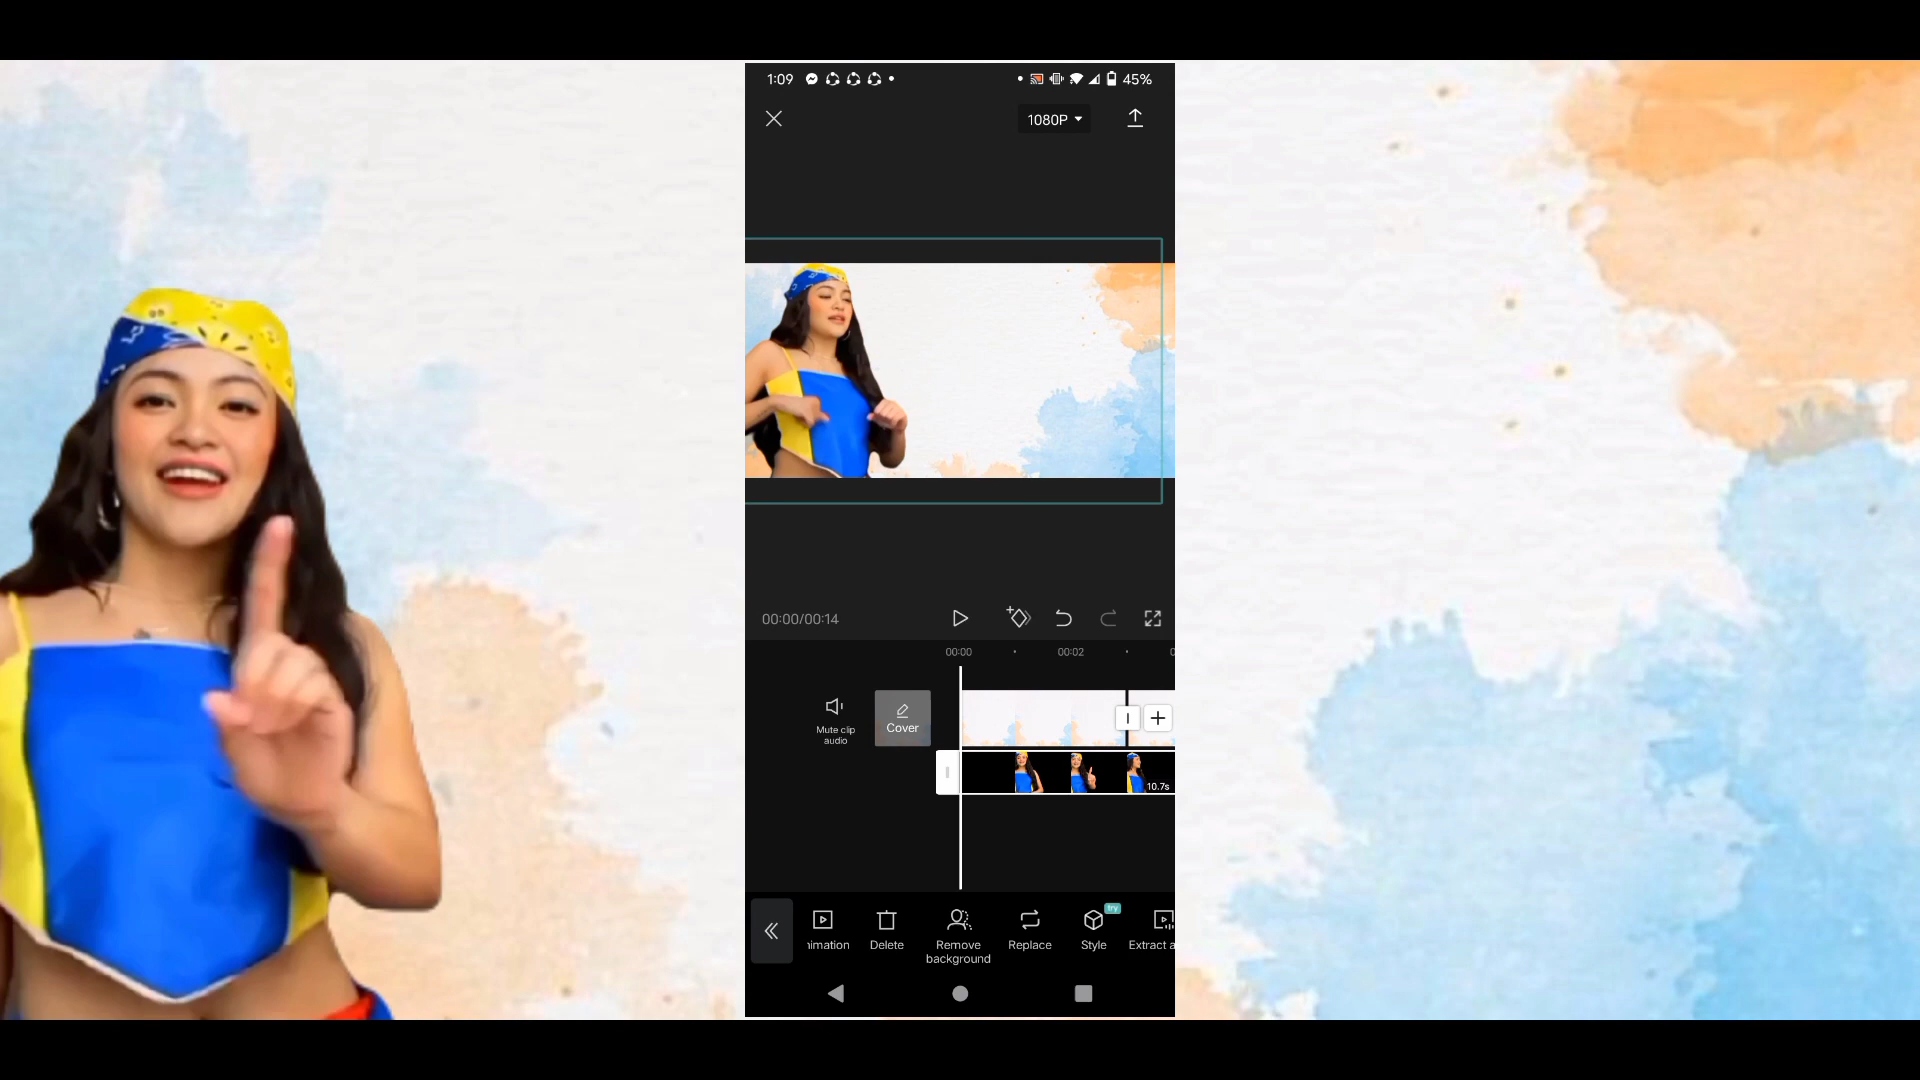 1:09 45%
1080P
00:00/00:14
00:00 00:02
Mute clip
audio
Cover
10.7s
try
imation Delete Remove Replace Style Extract a
background